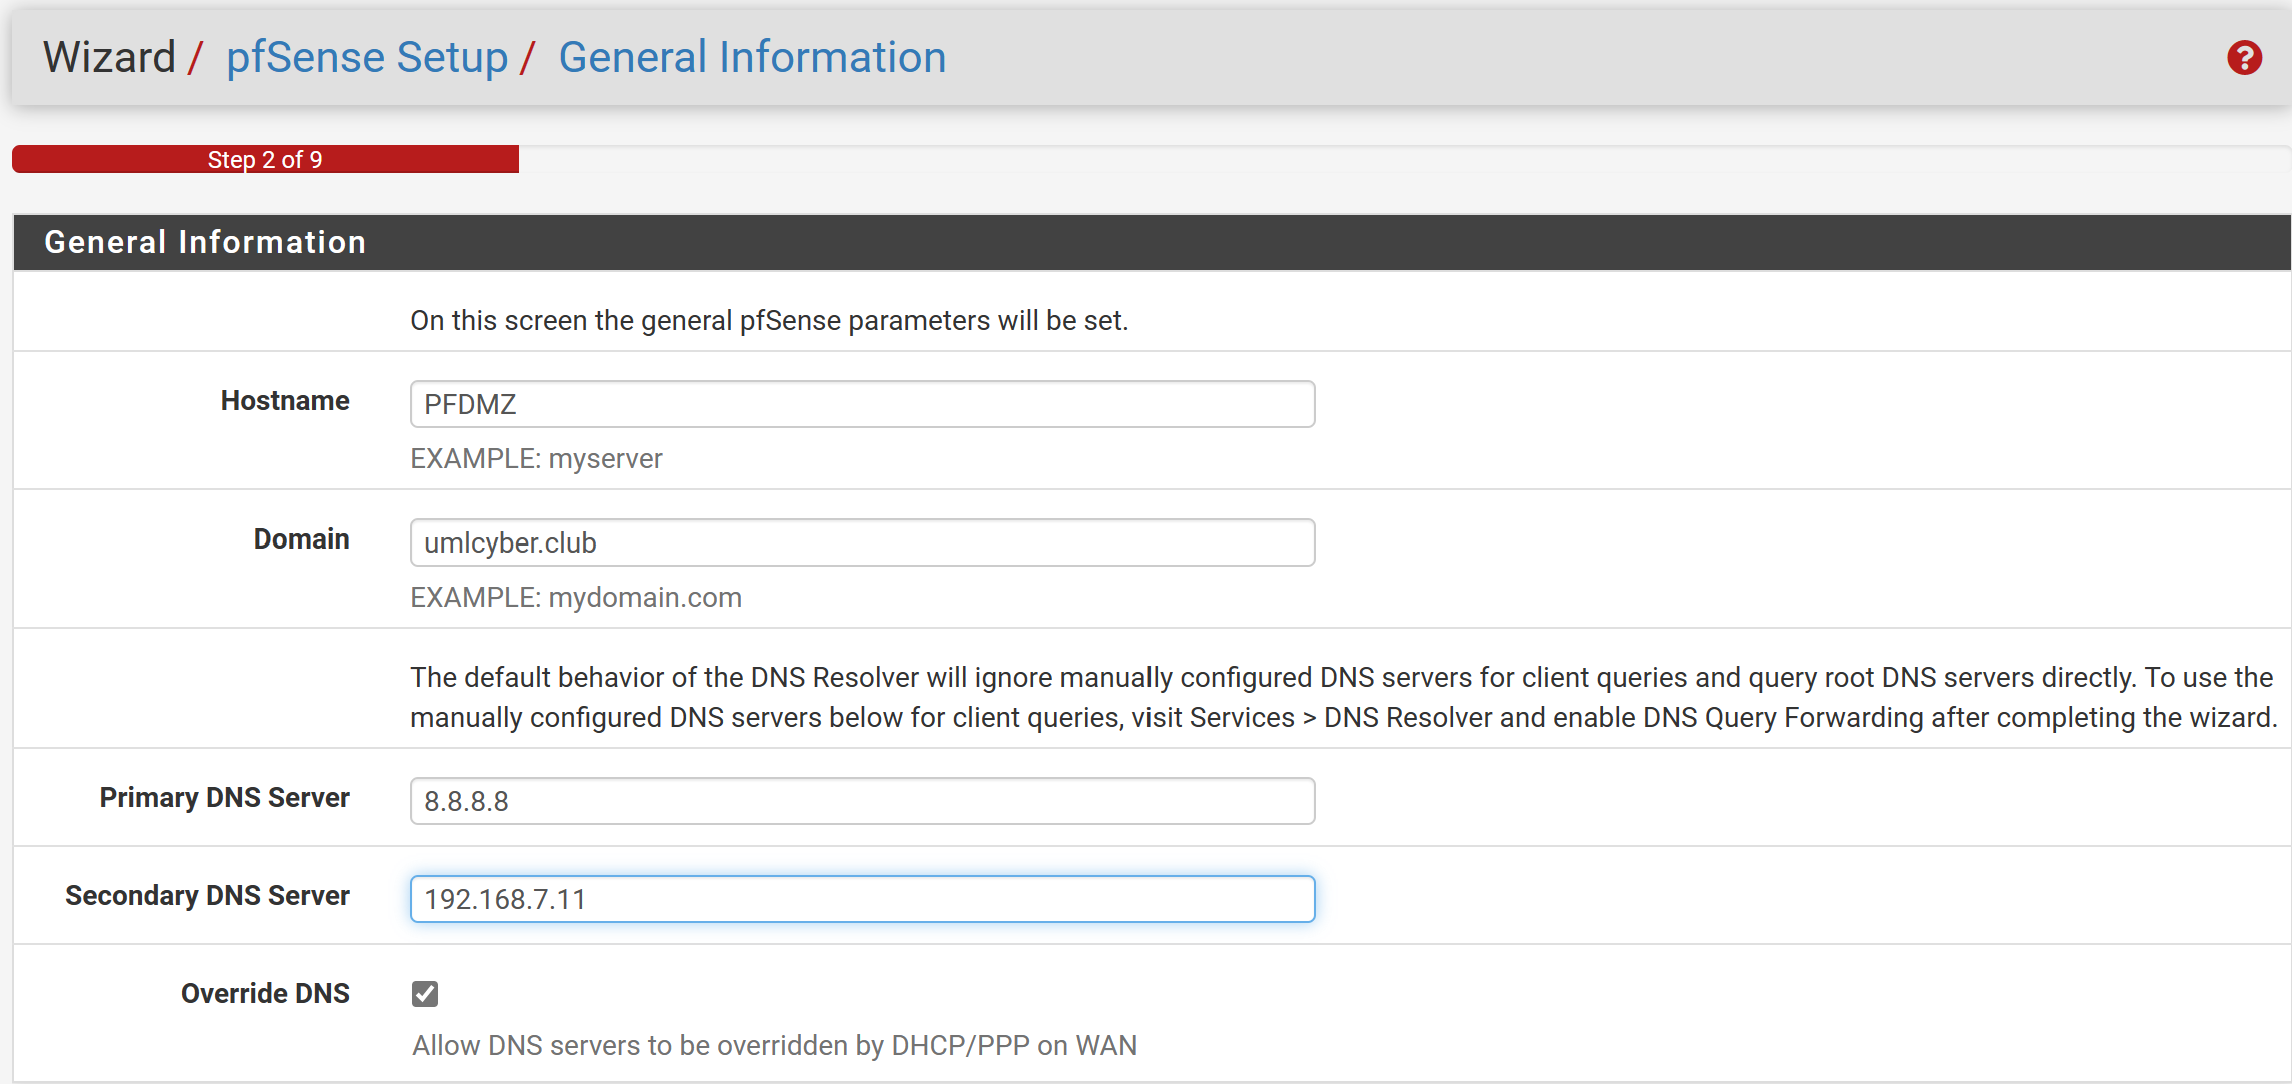 Wizard / pfSense Setup / General Information
Step 2 of 9
General Information
On this screen the general pfSense parameters will be set.
Hostname
PFDMZ
EXAMPLE: myserver
Domain
umlcyber.club
EXAMPLE: mydomain.com
The default behavior of the DNS Resolver will ignore manually configured DNS servers for client queries and query root DNS servers directly. To use the
manually configured DNS servers below for client queries, visit Services > DNS Resolver and enable DNS Query Forwarding after completing the wizard.
Primary DNS Server
8.8.8.8
Secondary DNS Server
192.168.7.11
Override DNS
Allow DNS servers to be overridden by DHCP/PPP on WAN